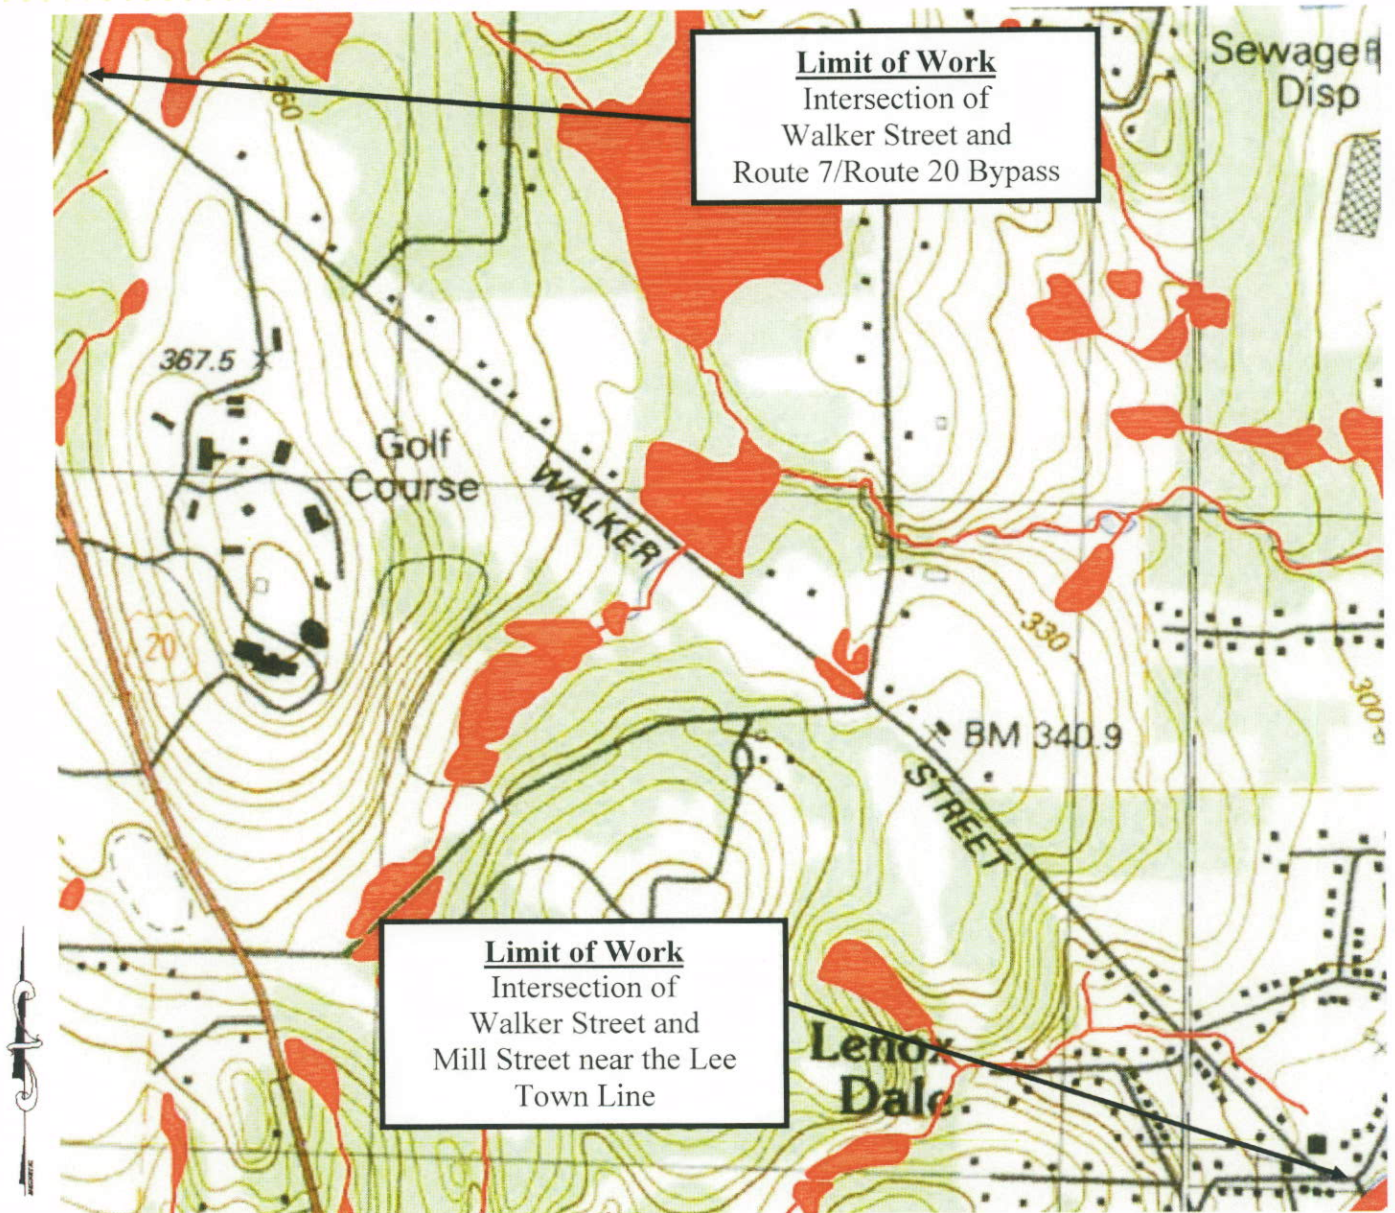 Limit of Work
Intersection of
Walker Street and
Route 7/Route 20 Bypass
Sewage
Disp
360
367.5
Golf
Course
WALKER
20
330
300
BM 340.9
STREET
Limit of Work
Intersection of
Walker Street and
Mill Street near the Lee
Town Line
Lenox
Dale